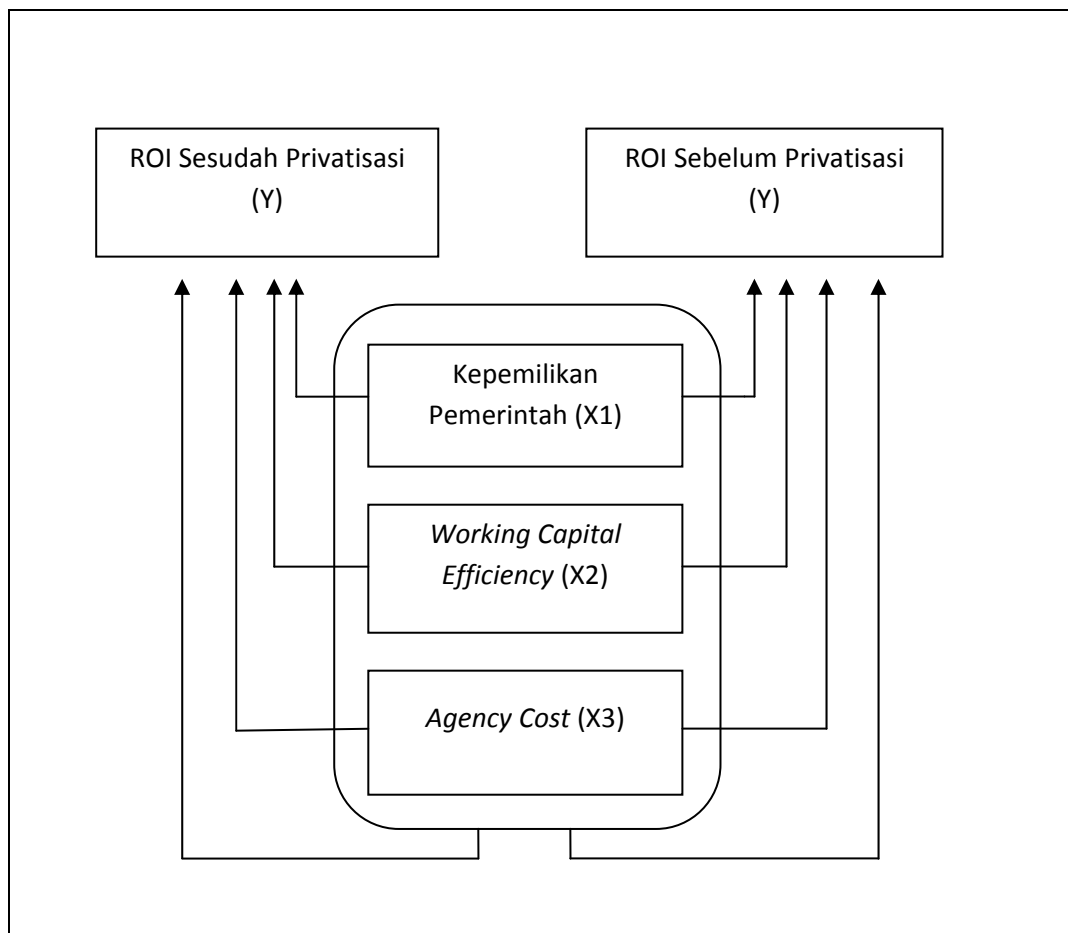 ROI Sesudah Privatisasi
(Y)
ROI Sebelum Privatisasi
(Y)
Kepemilikan
Pemerintah (X1)
Working Capital
Efficiency (X2)
Agency Cost (X3)